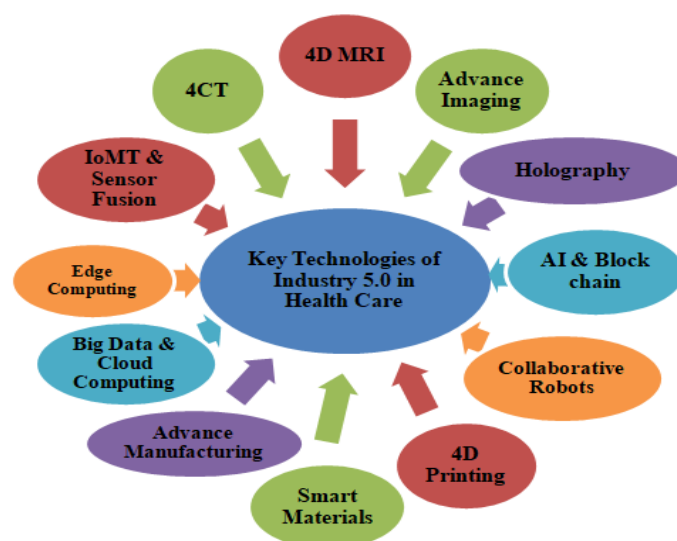 4D MRI
4CT
Advance
Imaging
IoMT &
Sensor
Fusion
Holography
Key Technologies of
Industry 5.0 in
Health Care
Edge
Computing
AI & Block
chain
Big Data &
Cloud
Computing
Collaborative
Robots
Advance
Manufacturing
4D
Printing
Smart
Materials